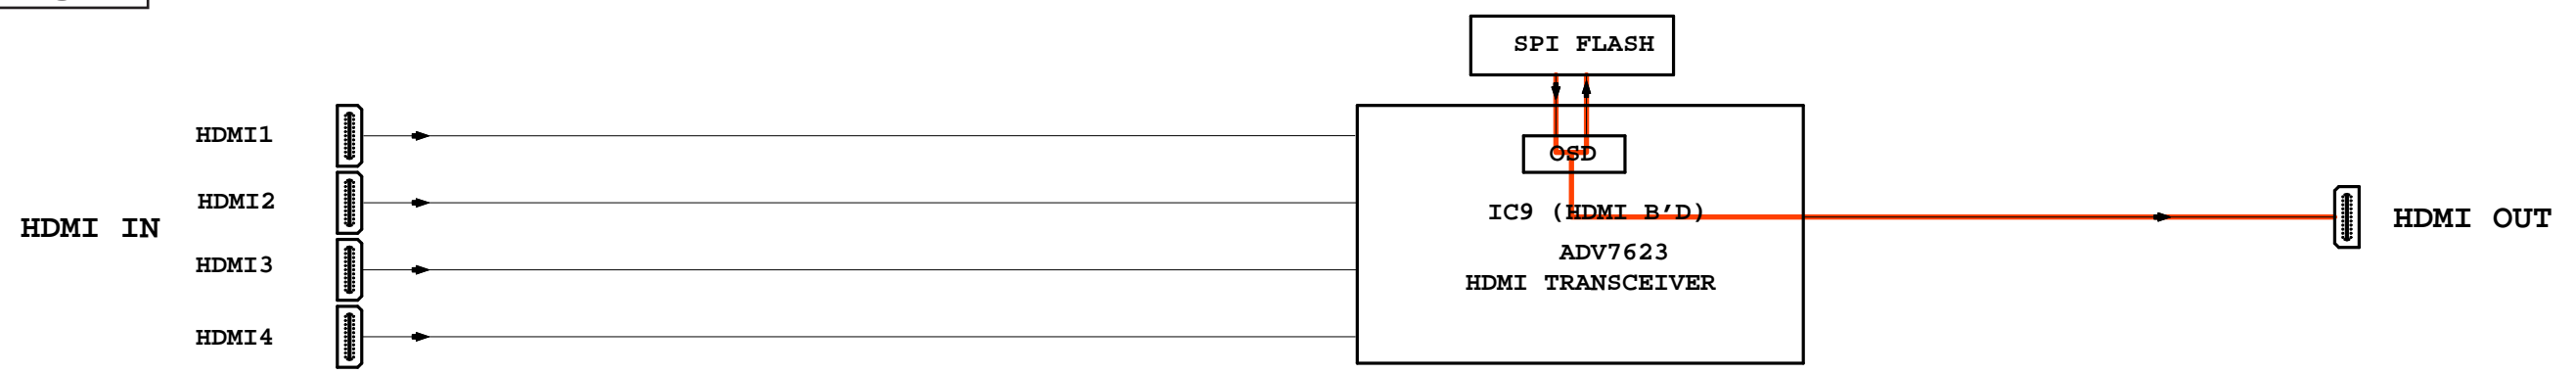 SPI FLASH
HDMI1
OSD
HDMI2
HDMI IN
IC9 (HDMI B'D)
HDMI OUT
ADV7623
HDMI3
HDMI TRANSCEIVER
HDMI4